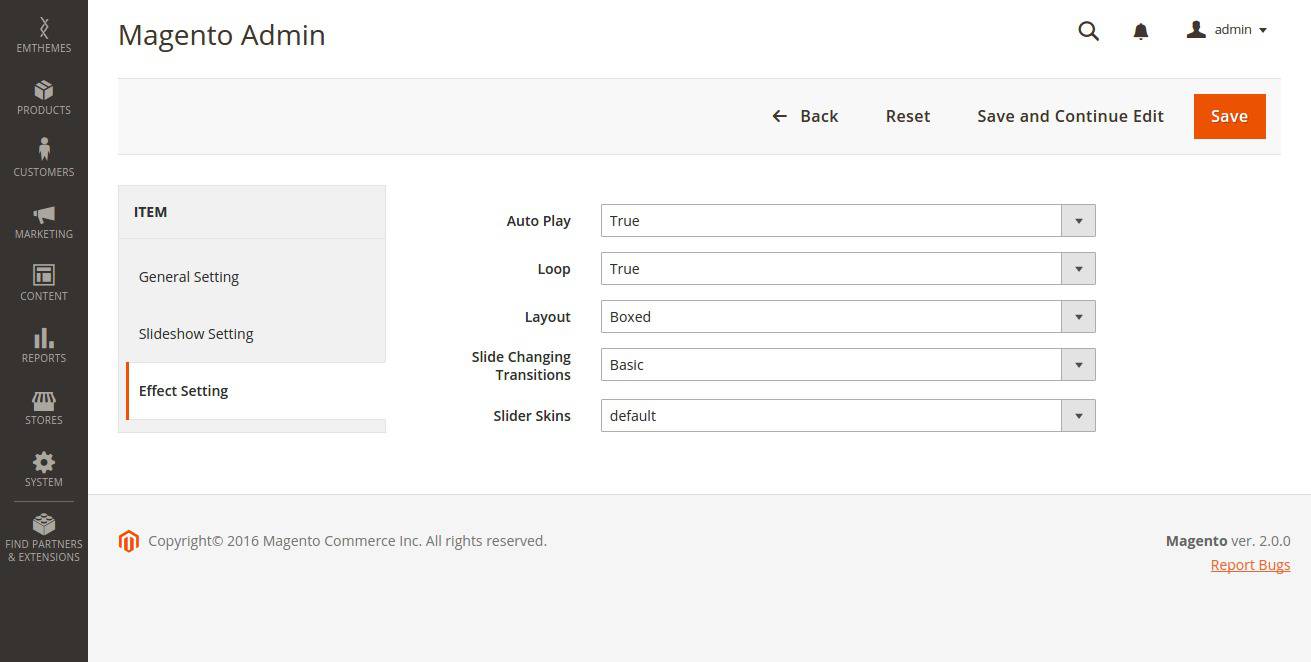 Magento Admin
admin
EMTHEMES
PRODUCTS
CUSTOMERS
MARKETING
CONTENT
REPORTS
STORES
SYSTEM
FIND PARTNERS
& EXTENSIONS
Back Reset Save and Continue Edit Save
ITEM
General Setting
Slideshow Setting
Effect Setting
Auto Play True
Loop True
Layout Boxed
Slide Changing
Transitions Basic
Slider Skins default
Copyright© 2016 Magento Commerce Inc. All rights reserved.
Magento ver. 2.0.0
Report Bugs